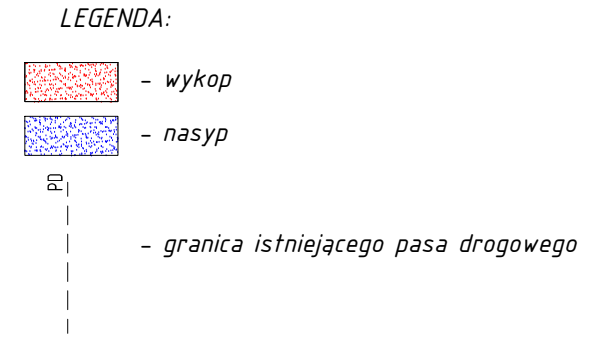 LEGENDA:
- wykop
- nasyp
PD
- granica istniejącego pasa drogowego